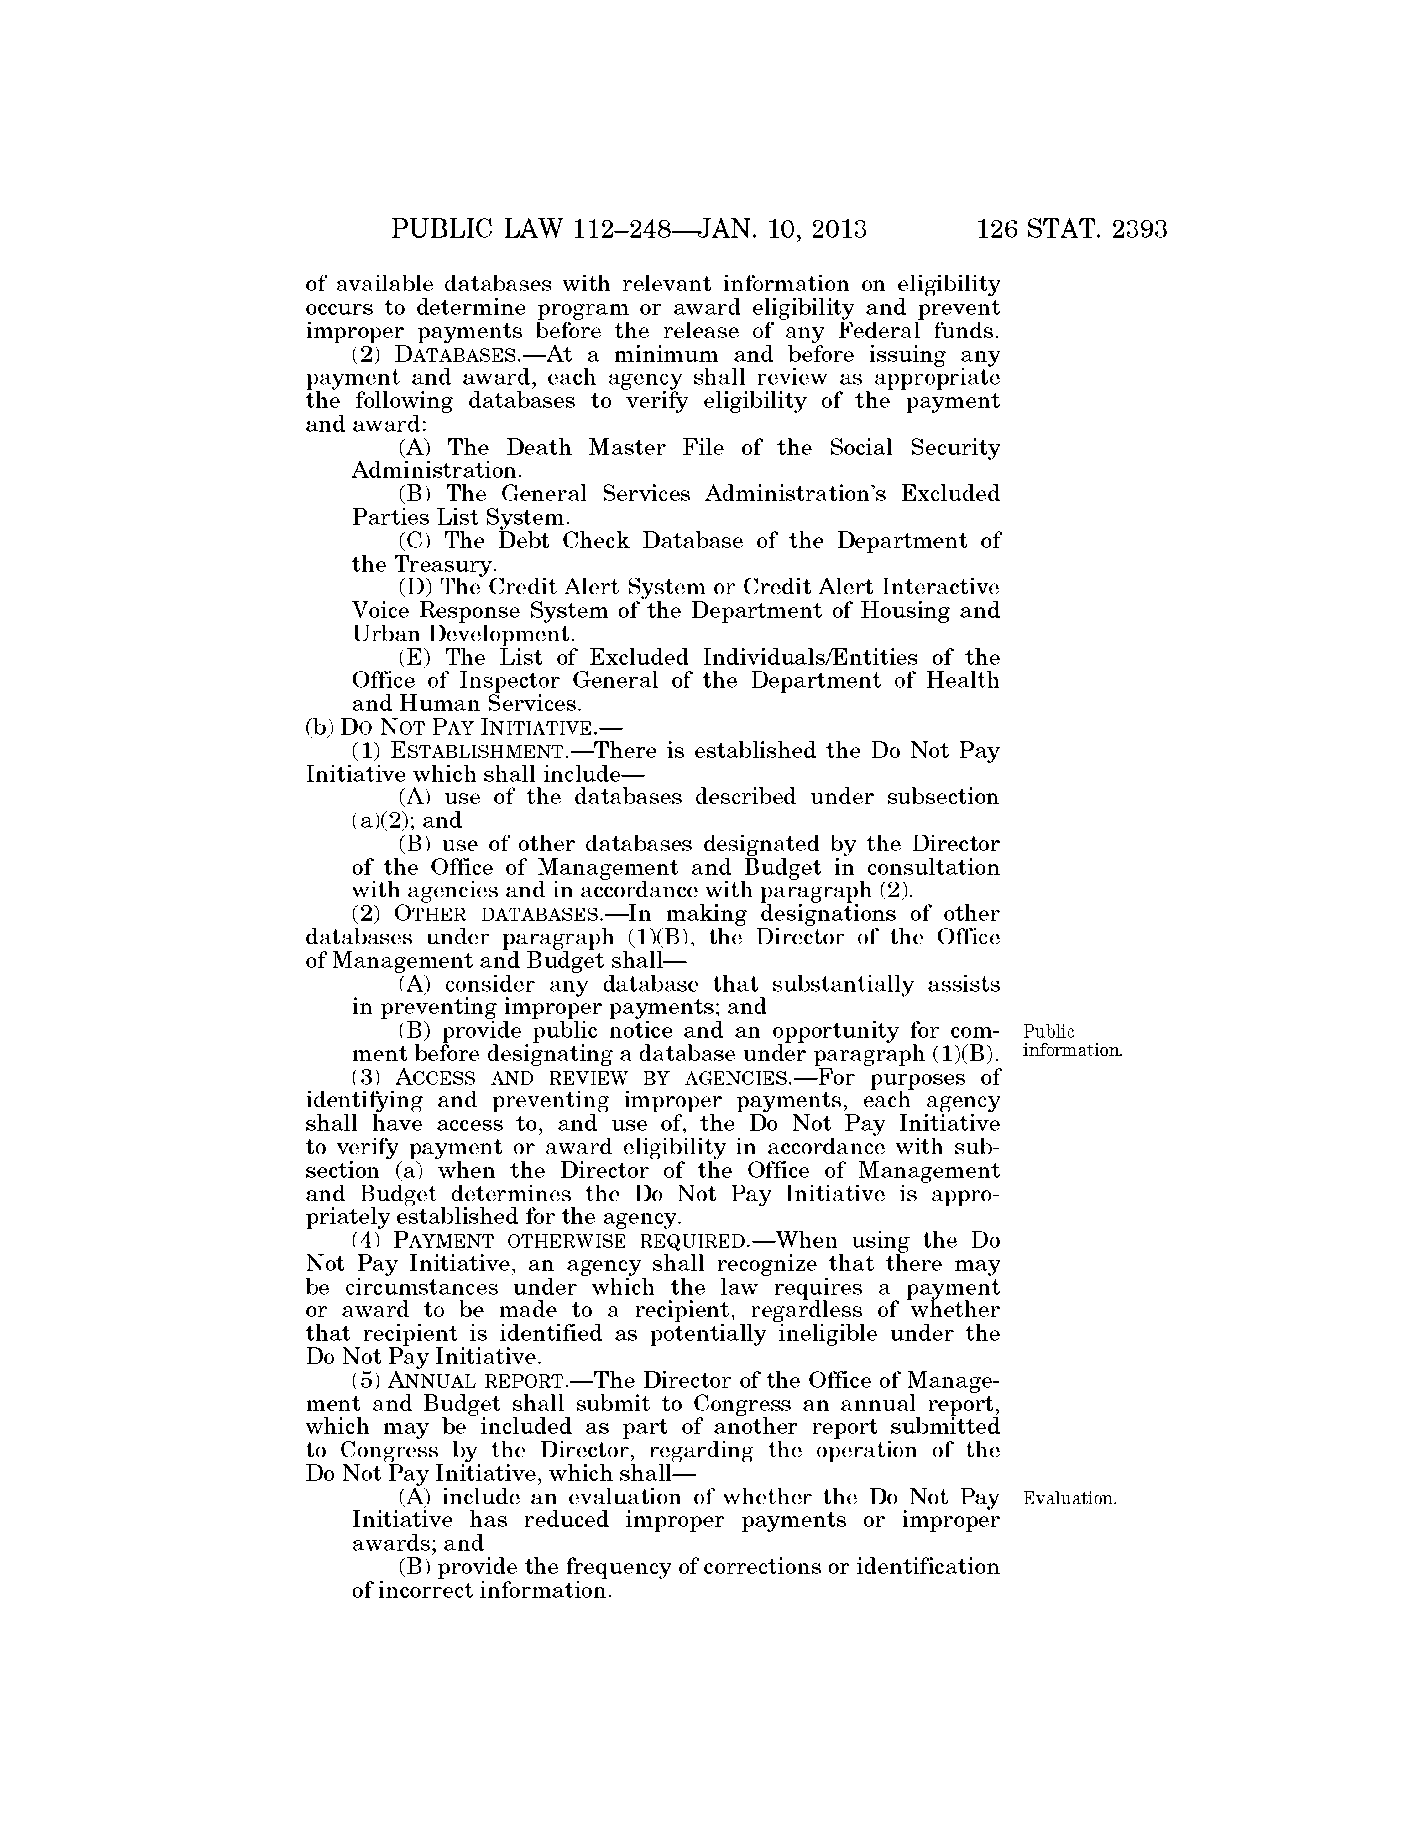 PUBLIC LAW 112–248—JAN. 10, 2013 126 STAT. 2393
of available databases with relevant information on eligibility
occurs to determine program or award eligibility and prevent
improper payments before the release of any Federal funds.
(2) DATABASES.—At a minimum and before issuing any
payment and award, each agency shall review as appropriate
the following databases to verify eligibility of the payment
and award:
(A) The Death Master File of the Social Security
Administration.
(B) The General Services Administration's Excluded
Parties List System.
(C) The Debt Check Database of the Department of
the Treasury.
(D) The Credit Alert System or Credit Alert Interactive
Voice Response System of the Department of Housing and
Urban Development.
(E) The List of Excluded Individuals/Entities of the
Office of Inspector General of the Department of Health
and Human Services.
(b) DO NOT PAY INITIATIVE.—
(1) ESTABLISHMENT.—There is established the Do Not Pay
Initiative which shall include—
(A) use of the databases described under subsection
(a)(2); and
(B) use of other databases designated by the Director
of the Office of Management and Budget in consultation
with agencies and in accordance with paragraph (2).
(2) OTHER DATABASES.—In making designations of other
databases under paragraph (1)(B), the Director of the Office
of Management and Budget shall—
(A) consider any database that substantially assists
in preventing improper payments; and
(B) provide public notice and an opportunity for com-
ment before designating a database under paragraph (1)(B).
Public
information.
(3) ACCESS AND REVIEW BY AGENCIES.—For purposes of
identifying and preventing improper payments, each agency
shall have access to, and use of, the Do Not Pay Initiative
to verify payment or award eligibility in accordance with sub-
section (a) when the Director of the Office of Management
and Budget determines the Do Not Pay Initiative is appro-
priately established for the agency.
(4) PAYMENT OTHERWISE REQUIRED.—When using the Do
Not Pay Initiative, an agency shall recognize that there may
be circumstances under which the law requires a payment
or award to be made to a recipient, regardless of whether
that recipient is identified as potentially ineligible under the
Do Not Pay Initiative.
(5) ANNUAL REPORT.—The Director of the Office of Manage-
ment and Budget shall submit to Congress an annual report,
which may be included as part of another report submitted
to Congress by the Director, regarding the operation of the
Do Not Pay Initiative, which shall—
(A) include an evaluation of whether the Do Not Pay
Evaluation.
Initiative has reduced improper payments or improper
awards; and
(B) provide the frequency of corrections or identification
of incorrect information.